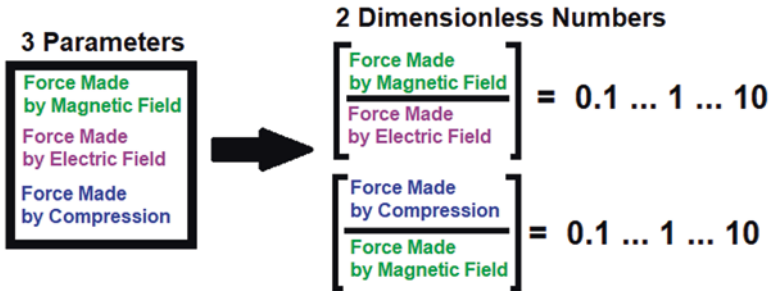 3 Parameters
Force Made
by Magnetic Field
Force Made
by Electric Field
Force Made
by Compression
2 Dimensionless Numbers
Force Made
by Magnetic Field
Force Made
by Electric Field
= 0.1 ... 1 ... 10
Force Made
by Compression
Force Made
by Magnetic Field
= 0.1 ... 1 ... 10